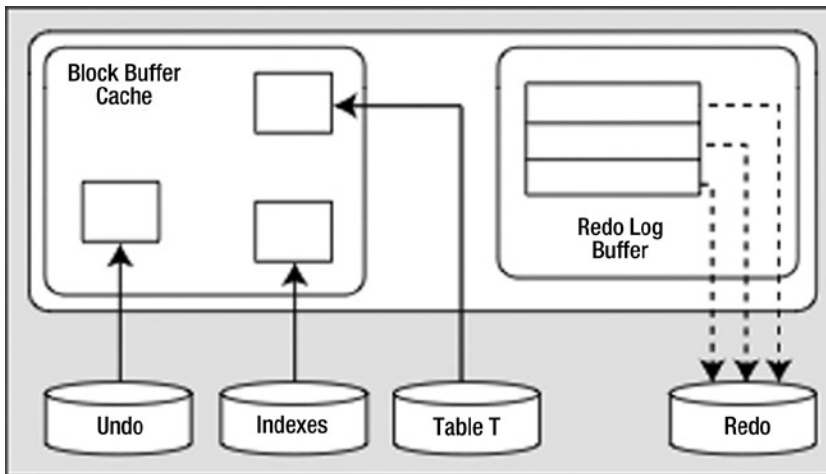 Block Buffer
Cache
Redo Log
Buffer
Undo
Indexes
Table T
Redo